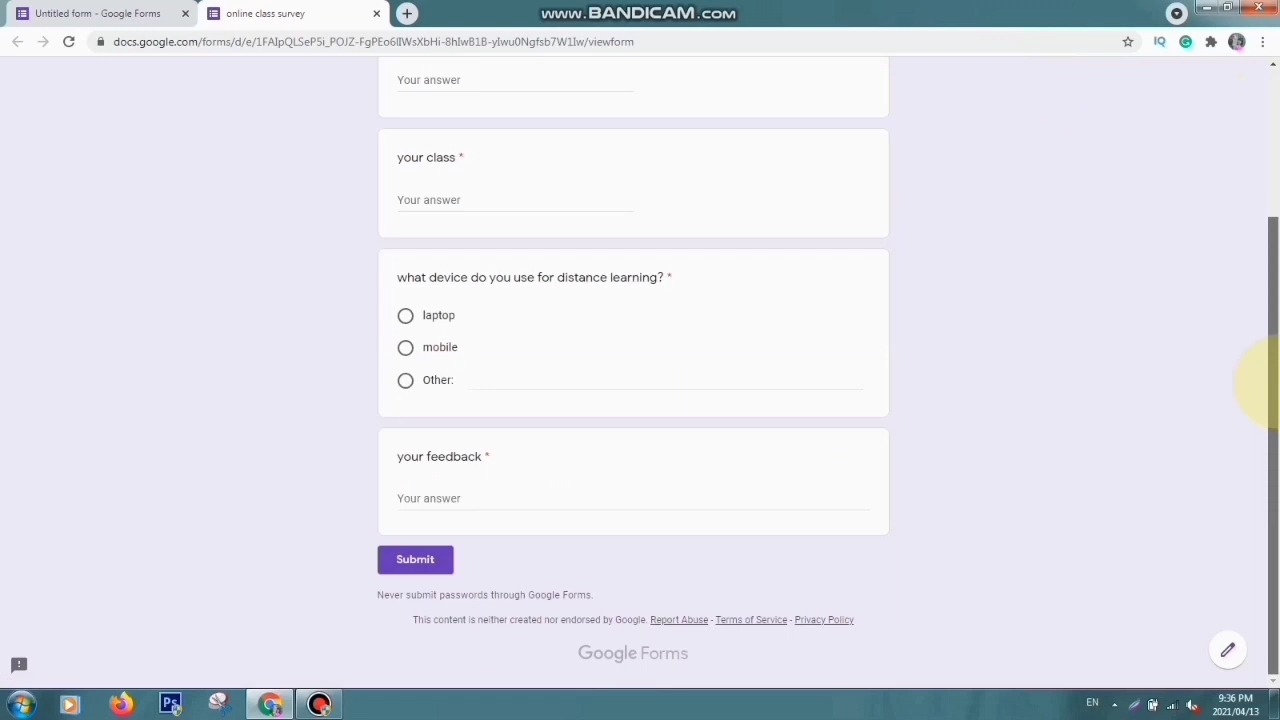 www.BANDICAM.com
Untitled form - Google Forms
online class survey
docs.google.com/forms/d/e/1FAIpQLSeP5i_POJZ-FgPEo6lIWsXbHi-8hIwB1B-yIwu0Ngfsb7W1Iw/viewform
Your answer
your class *
Your answer
what device do you use for distance learning? *
laptop
mobile
Other:
your feedback *
Your answer
Submit
Never submit passwords through Google Forms.
This content is neither created nor endorsed by Google. Report Abuse - Terms of Service - Privacy Policy
Google Forms
EN
9:36 PM
2021/04/13